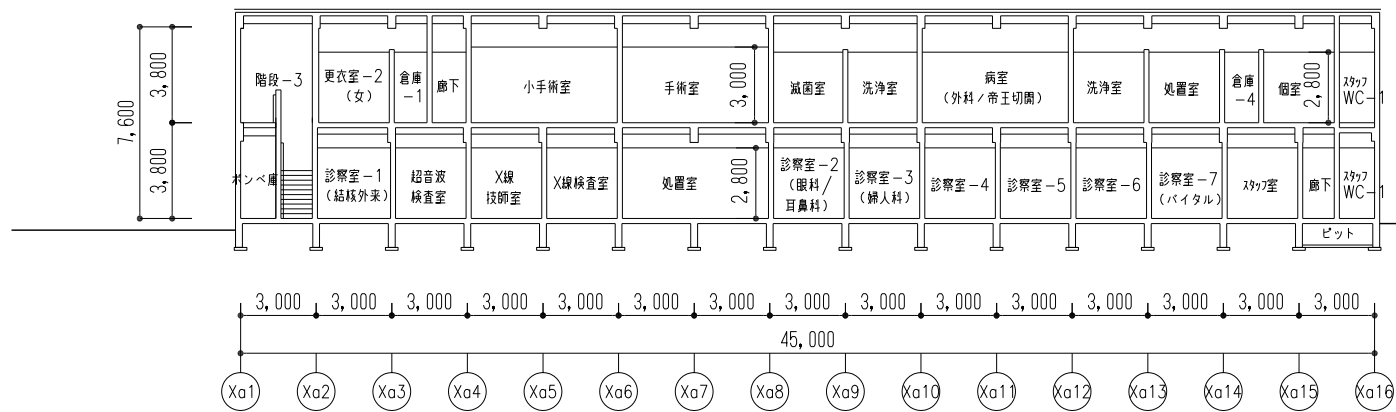 階段-3
更衣室-2
(女)
倉庫
-1
廊下
小手術室
手術室
3,000
滅菌室
洗浄室
病室
(外科/帝王切開)
洗浄室
処置室
倉庫
-4
個室
2,800
スタッフ
WC-1
7,600
3,800
3,800
ボンベ庫
診察室-1
(結核外来)
超音波
検査室
X線
技師室
X線検査室
処置室
2,800
診察室-2
(眼科/
耳鼻科)
診察室-3
(婦人科)
診察室-4
診察室-5
診察室-6
診察室-7
(バイタル)
スタッフ室
廊下
スタッフ
WC-1
ピット
3,000 3,000 3,000 3,000 3,000 3,000 3,000 3,000 3,000 3,000 3,000 3,000 3,000 3,000 3,000
45,000
Xa1 Xa2 Xa3 Xa4 Xa5 Xa6 Xa7 Xa8 Xa9 Xa10 Xa11 Xa12 Xa13 Xa14 Xa15 Xa16